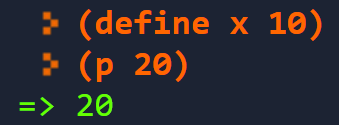 (define x 10)
(p 20)
=> 20